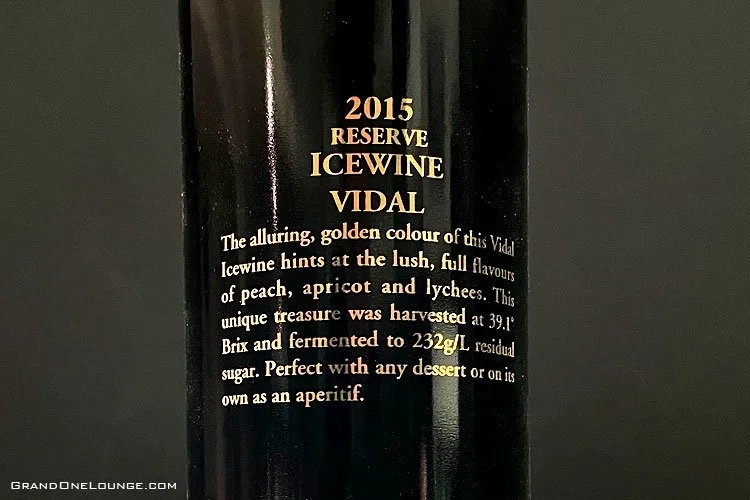 2015
RESERVE
ICEWINE
VIDAL
The alluring, golden colour of this Vidal
Icewine hints at the lush, full flavours
of peach, apricot and lychees. This
unique treasure was harvested at 39.1°
Brix and fermented to 232g/L residual
sugar. Perfect with any dessert or on its
own as an aperitif.
GRANDONELOUNGE.COM